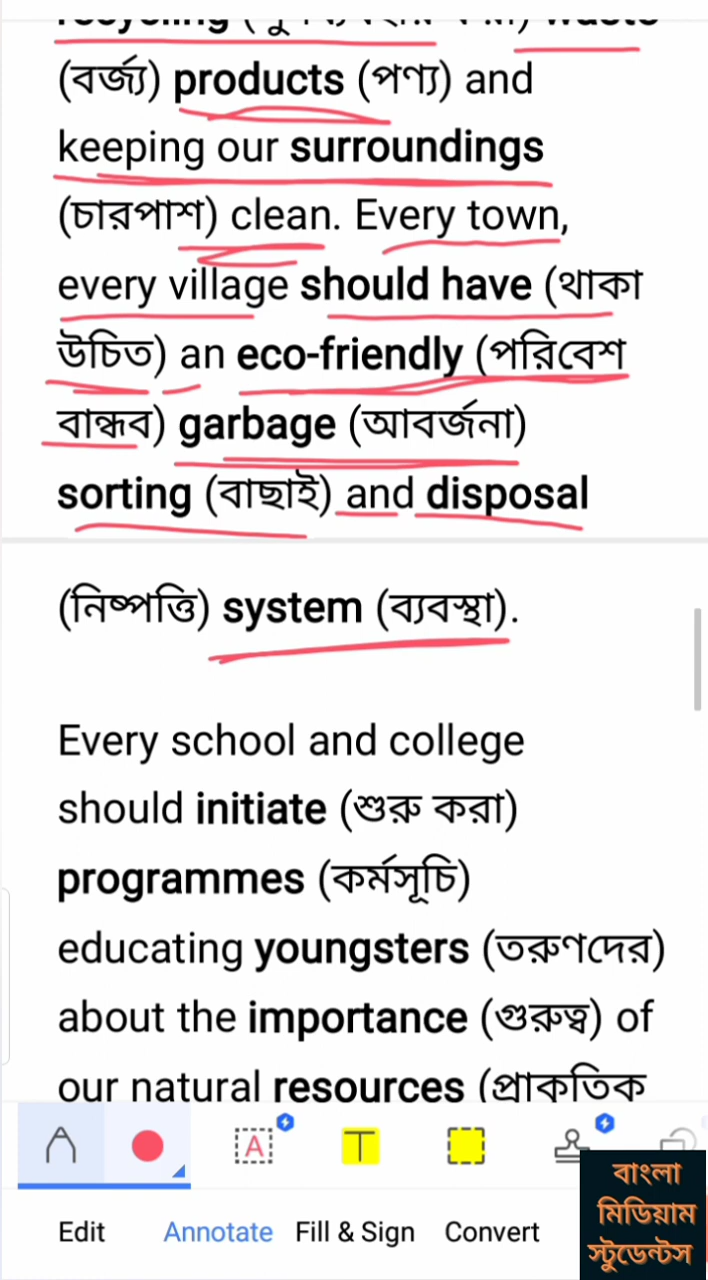 (বর্জ্য) products (পণ্য) and
keeping our surroundings
(চারপাশ) clean. Every town,
every village should have (থাকা
উচিত) an eco-friendly (পরিবেশ
বান্ধব) garbage (আবর্জনা)
sorting (বাছাই) and disposal
(নিষ্পত্তি) system (ব্যবস্থা).
Every school and college
should initiate (শুরু করা)
programmes (কর্মসূচি)
educating youngsters (তরুণদের)
about the importance (গুরুত্ব) of
our natural resources (প্রাকৃতিক
A T
Edit Annotate Fill & Sign Convert
বাংলা
মিডিয়াম
স্টুডেন্টস